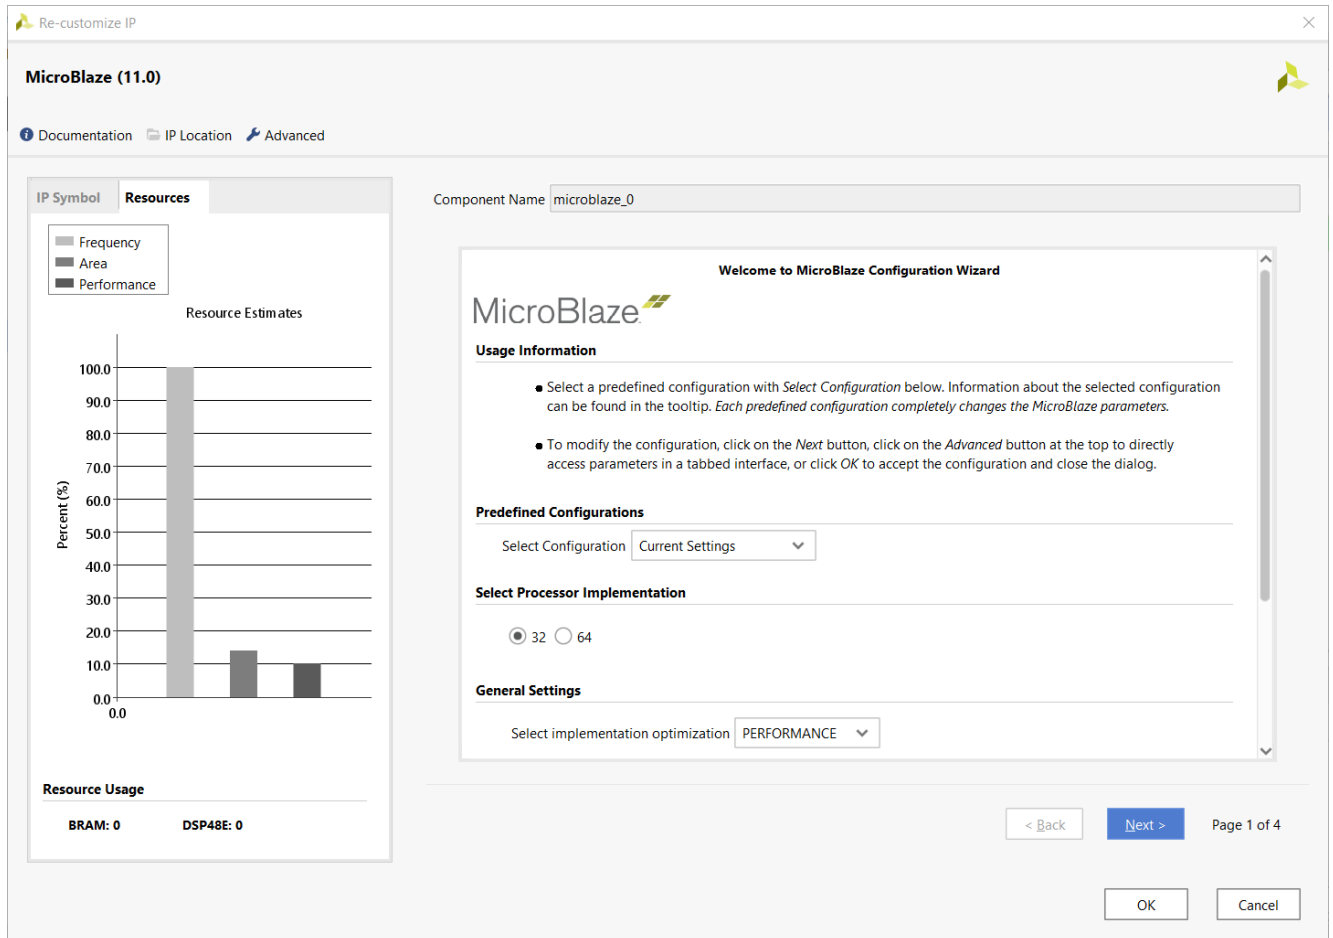 Re-customize IP
MicroBlaze (11.0)
Documentation IP Location Advanced
IP Symbol Resources
Frequency
Area
Performance
Resource Estimates
100.0
90.0
80.0
70.0
60.0
50.0
40.0
30.0
20.0
10.0
0.0
0.0
Percent (%)
Resource Usage
BRAM: 0 DSP48E: 0
Component Name microblaze_0
Welcome to MicroBlaze Configuration Wizard
MicroBlaze
Usage Information
Select a predefined configuration with Select Configuration below. Information about the selected configuration
can be found in the tooltip. Each predefined configuration completely changes the MicroBlaze parameters.
To modify the configuration, click on the Next button, click on the Advanced button at the top to directly
access parameters in a tabbed interface, or click OK to accept the configuration and close the dialog.
Predefined Configurations
Select Configuration Current Settings
Select Processor Implementation
32 64
General Settings
Select implementation optimization PERFORMANCE
< Back Next > Page 1 of 4
OK Cancel